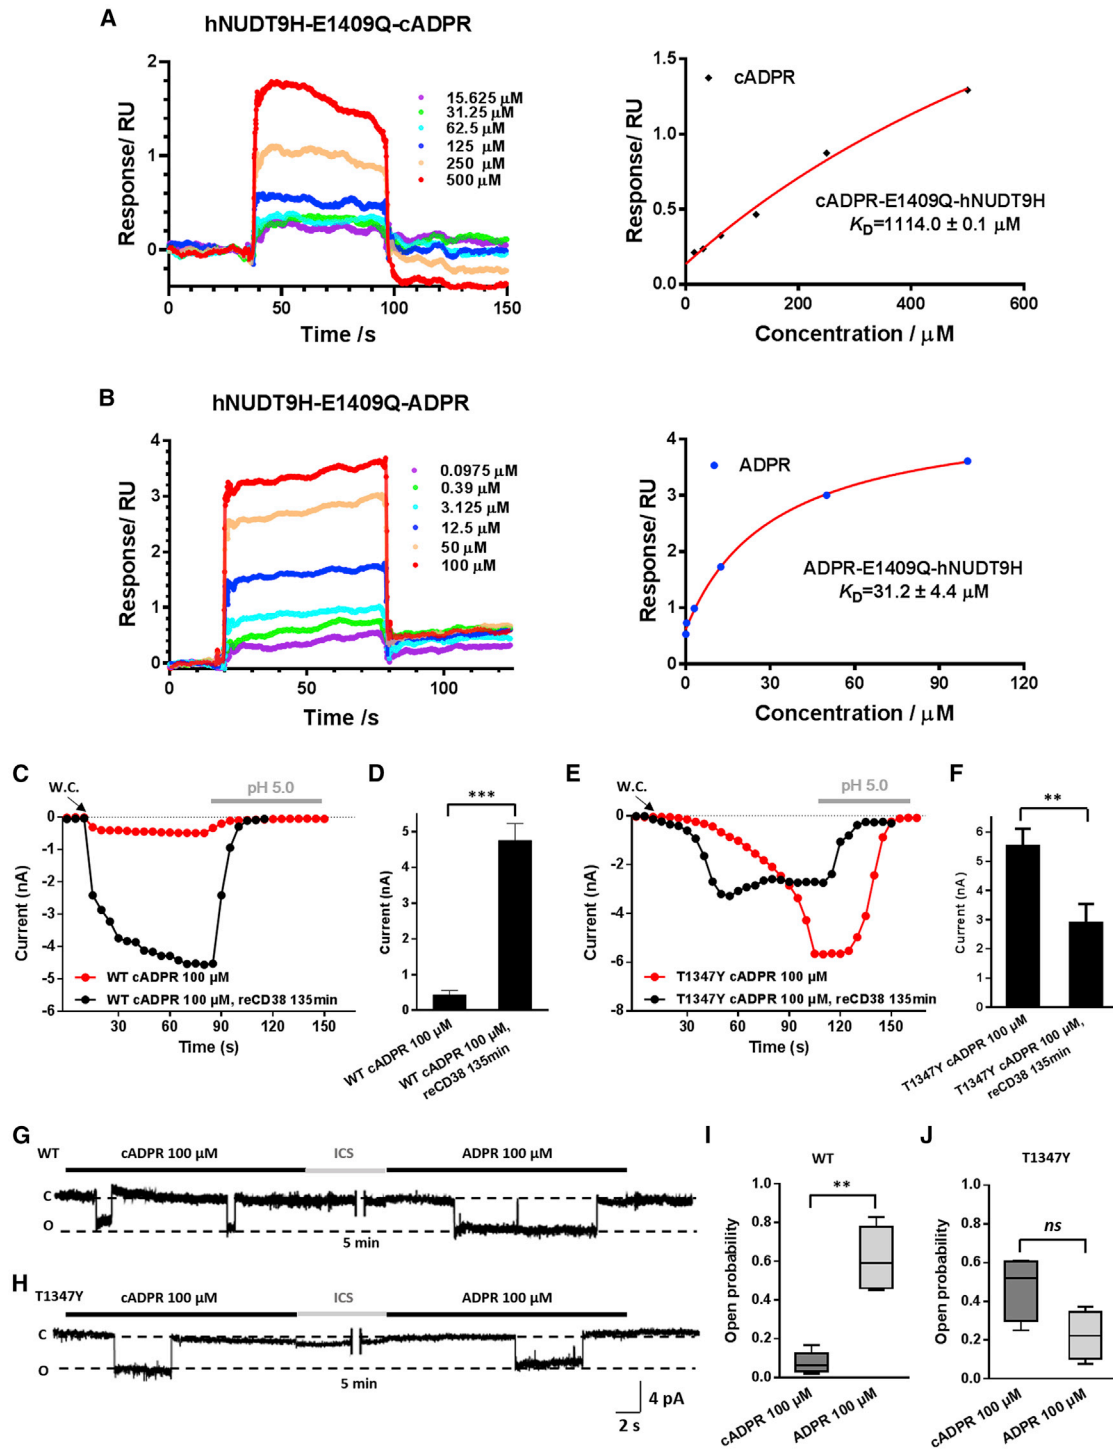 A
hNUDT9H-E1409Q-cADPR
Response/ RU
2
1
0
0
50
100
150
Time /s
15.625 μM
31.25 μM
62.5 μM
125 μM
250 μM
500 μM
Response/ RU
1.5
1.0
0.5
0.0
0
200
400
600
Concentration / μM
cADPR
cADPR-E1409Q-hNUDT9H
KD=1114.0 ± 0.1 μM
B
hNUDT9H-E1409Q-ADPR
Response/ RU
4
3
2
1
0
0
50
100
Time /s
0.0975 μM
0.39 μM
3.125 μM
12.5 μM
50 μM
100 μM
Response/ RU
4
3
2
1
0
0
30
60
90
120
Concentration / μM
ADPR
ADPR-E1409Q-hNUDT9H
KD=31.2 ± 4.4 μM
C
W.C.
pH 5.0
Current (nA)
0
-1
-2
-3
-4
-5
-6
30
60
90
120
150
Time (s)
WT cADPR 100 μM
WT cADPR 100 μM, reCD38 135min
D
***
Current (nA)
5
4
3
2
1
0
WT cADPR 100 μM
WT cADPR 100 μM,
reCD38 135min
E
W.C.
pH 5.0
Current (nA)
0
-2
-4
-6
-8
30
60
90
120
150
Time (s)
T1347Y cADPR 100 μM
T1347Y cADPR 100 μM, reCD38 135min
F
**
Current (nA)
6
5
4
3
2
1
0
T1347Y cADPR 100 μM
T1347Y cADPR 100 μM,
reCD38 135min
G
WT
cADPR 100 μM
ICS
ADPR 100 μM
C
O
5 min
H
T1347Y
cADPR 100 μM
ICS
ADPR 100 μM
C
O
5 min
4 pA
2 s
I
WT
**
Open probability
1.0
0.8
0.6
0.4
0.2
0.0
cADPR 100 μM
ADPR 100 μM
J
T1347Y
ns
Open probability
1.0
0.8
0.6
0.4
0.2
0.0
cADPR 100 μM
ADPR 100 μM